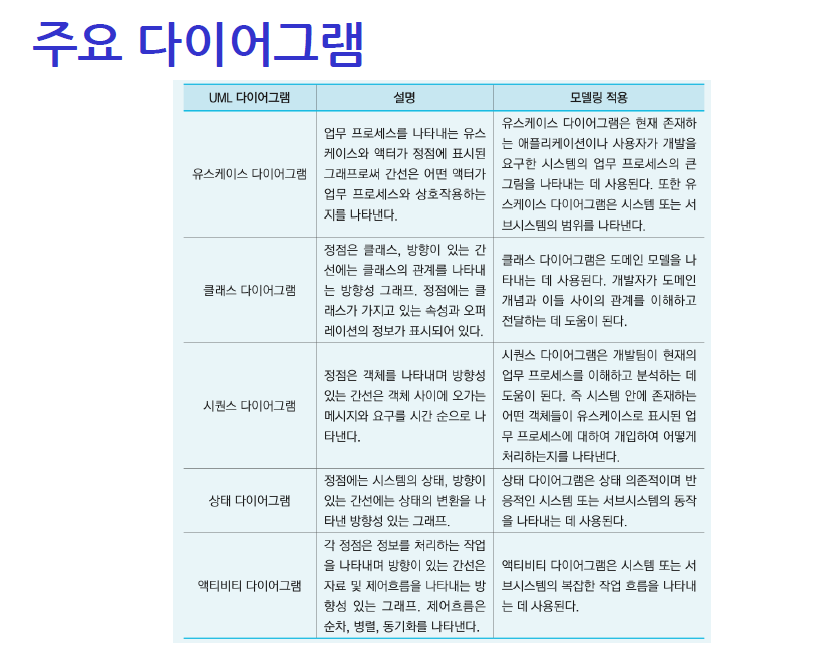 주요 다이어그램
UML 다이어그램
설명
모델링 적용
유스케이스 다이어그램
업무 프로세스를 나타내는 유스
케이스와 액터가 정점에 표시된
그래프로써 간선은 어떤 액터가
업무 프로세스와 상호작용하는
지를 나타낸다.
유스케이스 다이어그램은 현재 존재하
는 애플리케이션이나 사용자가 개발을
요구한 시스템의 업무 프로세스의 큰
그림을 나타내는 데 사용된다. 또한 유
스케이스 다이어그램은 시스템 또는 서
브시스템의 범위를 나타낸다.
클래스 다이어그램
정점은 클래스, 방향이 있는 간
선에는 클래스의 관계를 나타내
는 방향성 그래프. 정점에는 클
래스가 가지고 있는 속성과 오퍼
레이션의 정보가 표시되어 있다.
클래스 다이어그램은 도메인 모델을 나
타내는 데 사용된다. 개발자가 도메인
개념과 이들 사이의 관계를 이해하고
전달하는 데 도움이 된다.
시퀀스 다이어그램
정점은 객체를 나타내며 방향성
있는 간선은 객체 사이에 오가는
메시지와 요구를 시간 순으로 나
타낸다.
시퀀스 다이어그램은 개발팀이 현재의
업무 프로세스를 이해하고 분석하는 데
도움이 된다. 즉 시스템 안에 존재하는
어떤 객체들이 유스케이스로 표시된 업
무 프로세스에 대하여 개입하여 어떻게
처리하는지를 나타낸다.
상태 다이어그램
정점에는 시스템의 상태, 방향이
있는 간선에는 상태의 변환을 나
타낸 방향성 있는 그래프.
상태 다이어그램은 상태 의존적이며 반
응적인 시스템 또는 서브시스템의 동작
을 나타내는 데 사용된다.
액티비티 다이어그램
각 정점은 정보를 처리하는 작업
을 나타내며 방향이 있는 간선은
자료 및 제어흐름을 나타내는 방
향성 있는 그래프. 제어흐름은
순차, 병렬, 동기화를 나타낸다.
액티비티 다이어그램은 시스템 또는 서
브시스템의 복잡한 작업 흐름을 나타내
는 데 사용된다.